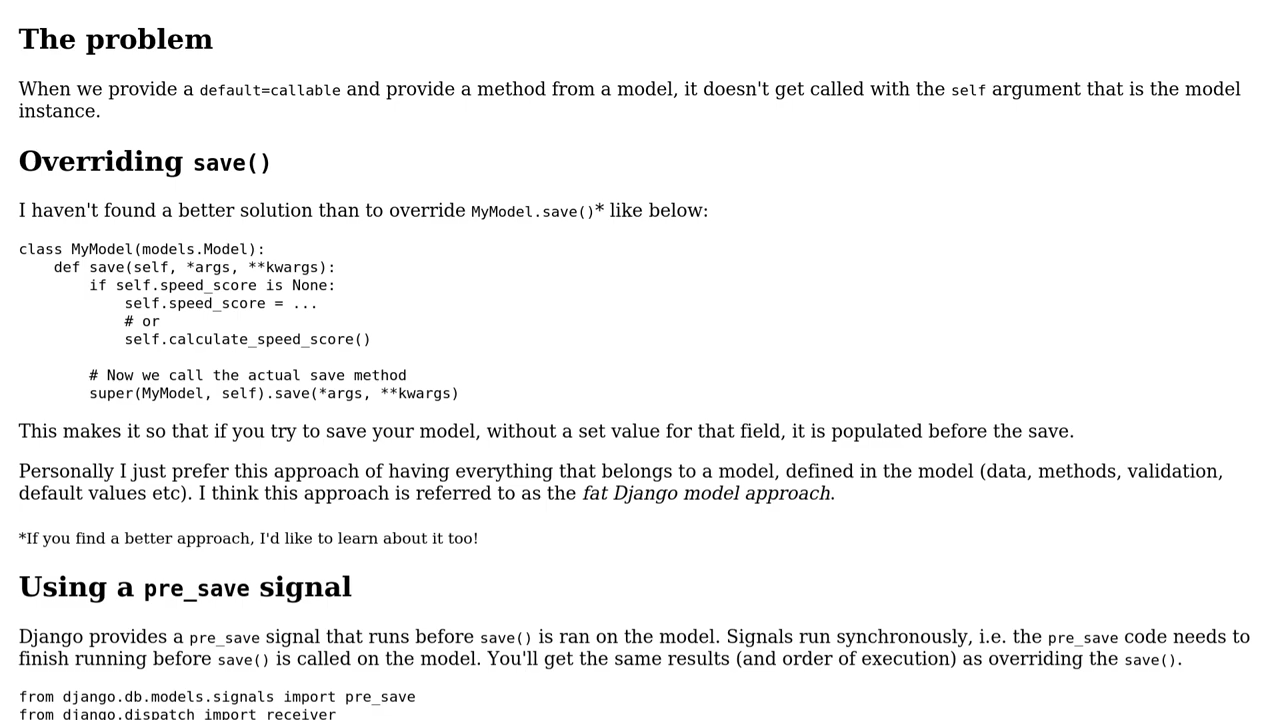 The problem
When we provide a default=callable and provide a method from a model, it doesn't get called with the self argument that is the model
instance.
Overriding save()
I haven't found a better solution than to override MyModel.save()* like below:
class MyModel(models.Model):
    def save(self, *args, **kwargs):
        if self.speed_score is None:
            self.speed_score = ...
            # or
            self.calculate_speed_score()
        # Now we call the actual save method
        super(MyModel, self).save(*args, **kwargs)
This makes it so that if you try to save your model, without a set value for that field, it is populated before the save.
Personally I just prefer this approach of having everything that belongs to a model, defined in the model (data, methods, validation,
default values etc). I think this approach is referred to as the fat Django model approach.
*If you find a better approach, I'd like to learn about it too!
Using a pre_save signal
Django provides a pre_save signal that runs before save() is ran on the model. Signals run synchronously, i.e. the pre_save code needs to
finish running before save() is called on the model. You'll get the same results (and order of execution) as overriding the save().
from django.db.models.signals import pre_save
from django.dispatch import receiver